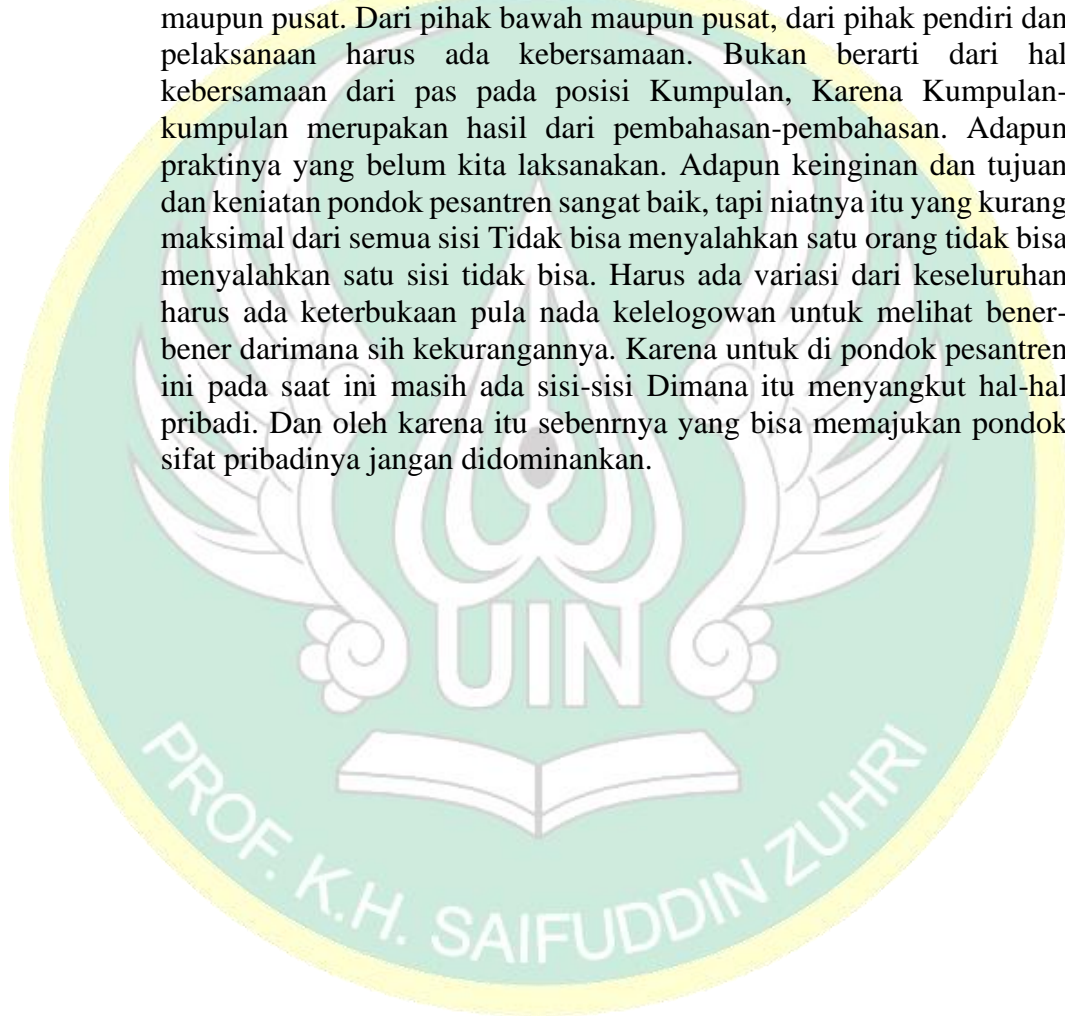 maupun pusat. Dari pihak bawah maupun pusat, dari pihak pendiri dan
pelaksanaan harus ada kebersamaan. Bukan berarti dari hal
kebersamaan dari pas pada posisi Kumpulan, Karena Kumpulan-
kumpulan merupakan hasil dari pembahasan-pembahasan. Adapun
praktinya yang belum kita laksanakan. Adapun keinginan dan tujuan
dan keniatan pondok pesantren sangat baik, tapi niatnya itu yang kurang
maksimal dari semua sisi Tidak bisa menyalahkan satu orang tidak bisa
menyalahkan satu sisi tidak bisa. Harus ada variasi dari keseluruhan
harus ada keterbukaan pula nada kelelogowan untuk melihat bener-
bener darimana sih kekurangannya. Karena untuk di pondok pesantren
ini pada saat ini masih ada sisi-sisi Dimana itu menyangkut hal-hal
pribadi. Dan oleh karena itu sebenrnya yang bisa memajukan pondok
sifat pribadinya jangan didominankan.
UIN
PROF. K.H. SAIFUDDIN ZUHRI